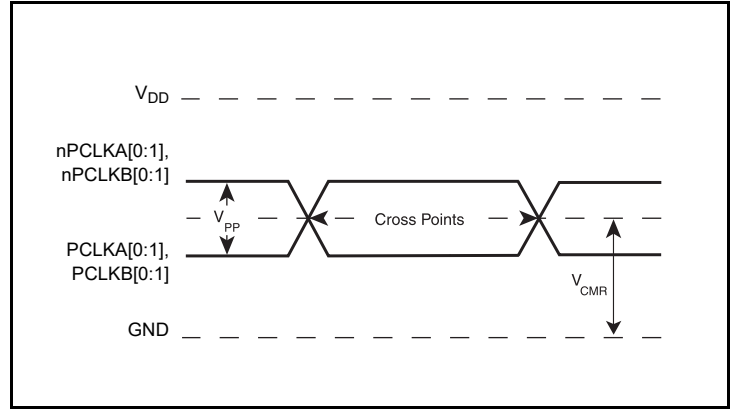 VDD
nPCLKA[0:1],
nPCLKB[0:1]
VPP
Cross Points
PCLKA[0:1],
PCLKB[0:1]
VCMR
GND